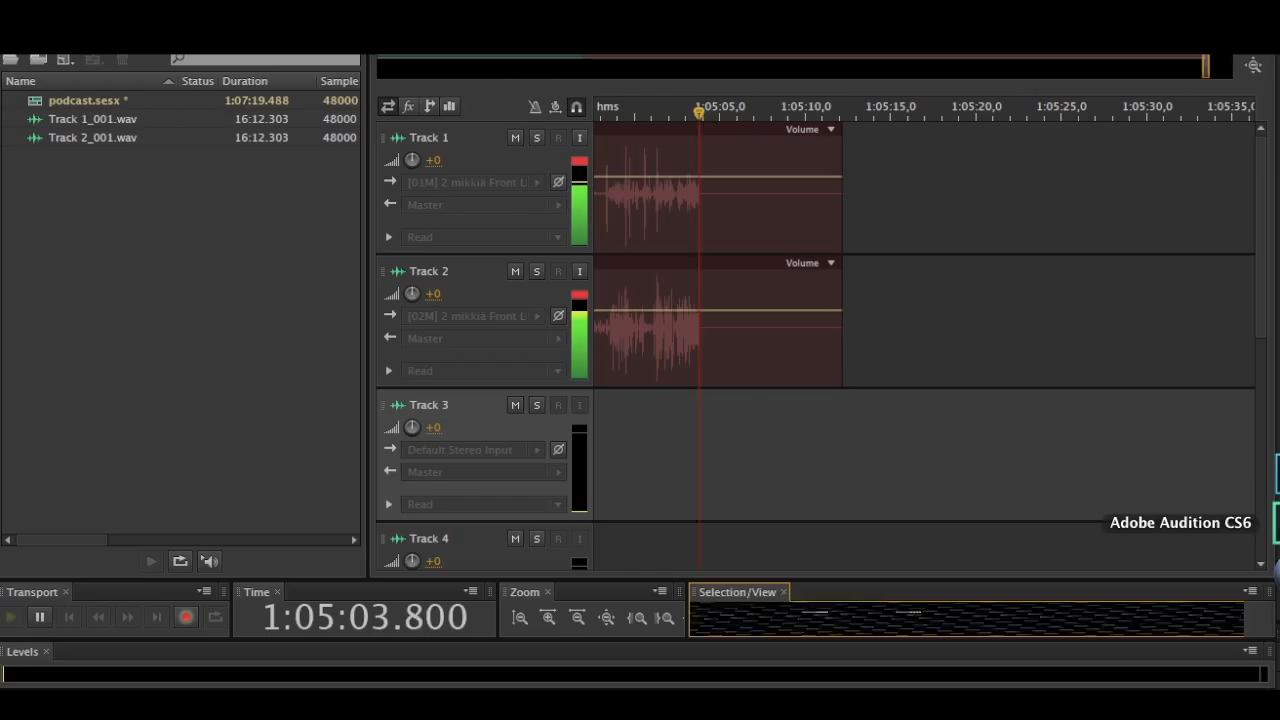 Name Status Duration Sample
podcast.sesx * 1:07:19.488 48000
Track 1_001.wav 16:12.303 48000
Track 2_001.wav 16:12.303 48000
fx
hms 1:05:05,0 1:05:10,0 1:05:15,0 1:05:20,0 1:05:25,0 1:05:30,0 1:05:35,
Track 1 M S R I
Volume
+0
[01M] 2 mikkiä Front L
Master
Read
Track 2 M S R I
Volume
+0
[02M] 2 mikkiä Front L
Master
Read
Track 3 M S R I
+0
Default Stereo Input
Master
Read
Adobe Audition CS6
Track 4 M S R I
+0
Transport Time Zoom Selection/View
1:05:03.800
Levels